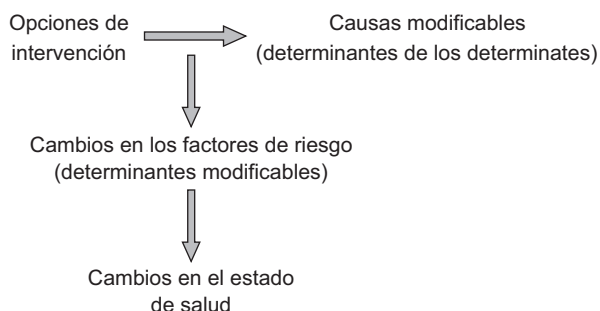 Opciones de
intervención
Causas modificables
(determinantes de los determinates)
Cambios en los factores de riesgo
(determinantes modificables)
Cambios en el estado
de salud